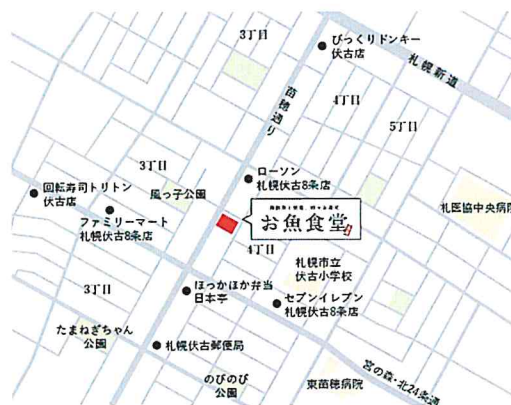 3丁目
びっくりドンキー
伏古店
札幌新道
苗穂通り
4丁目
5丁目
3丁目
回転寿司トリトン
伏古店
風っ子公園
ローソン
札幌伏古8条店
ファミリーマート
札幌伏古8条店
お魚食堂
札医協中央病院
4丁目
札幌市立
伏古小学校
3丁目
ほっかほか弁当
日本亭
セブンイレブン
札幌伏古8条店
たまねぎちゃん
公園
札幌伏古郵便局
のびのび
公園
東苗穂病院
宮の森・北24条通